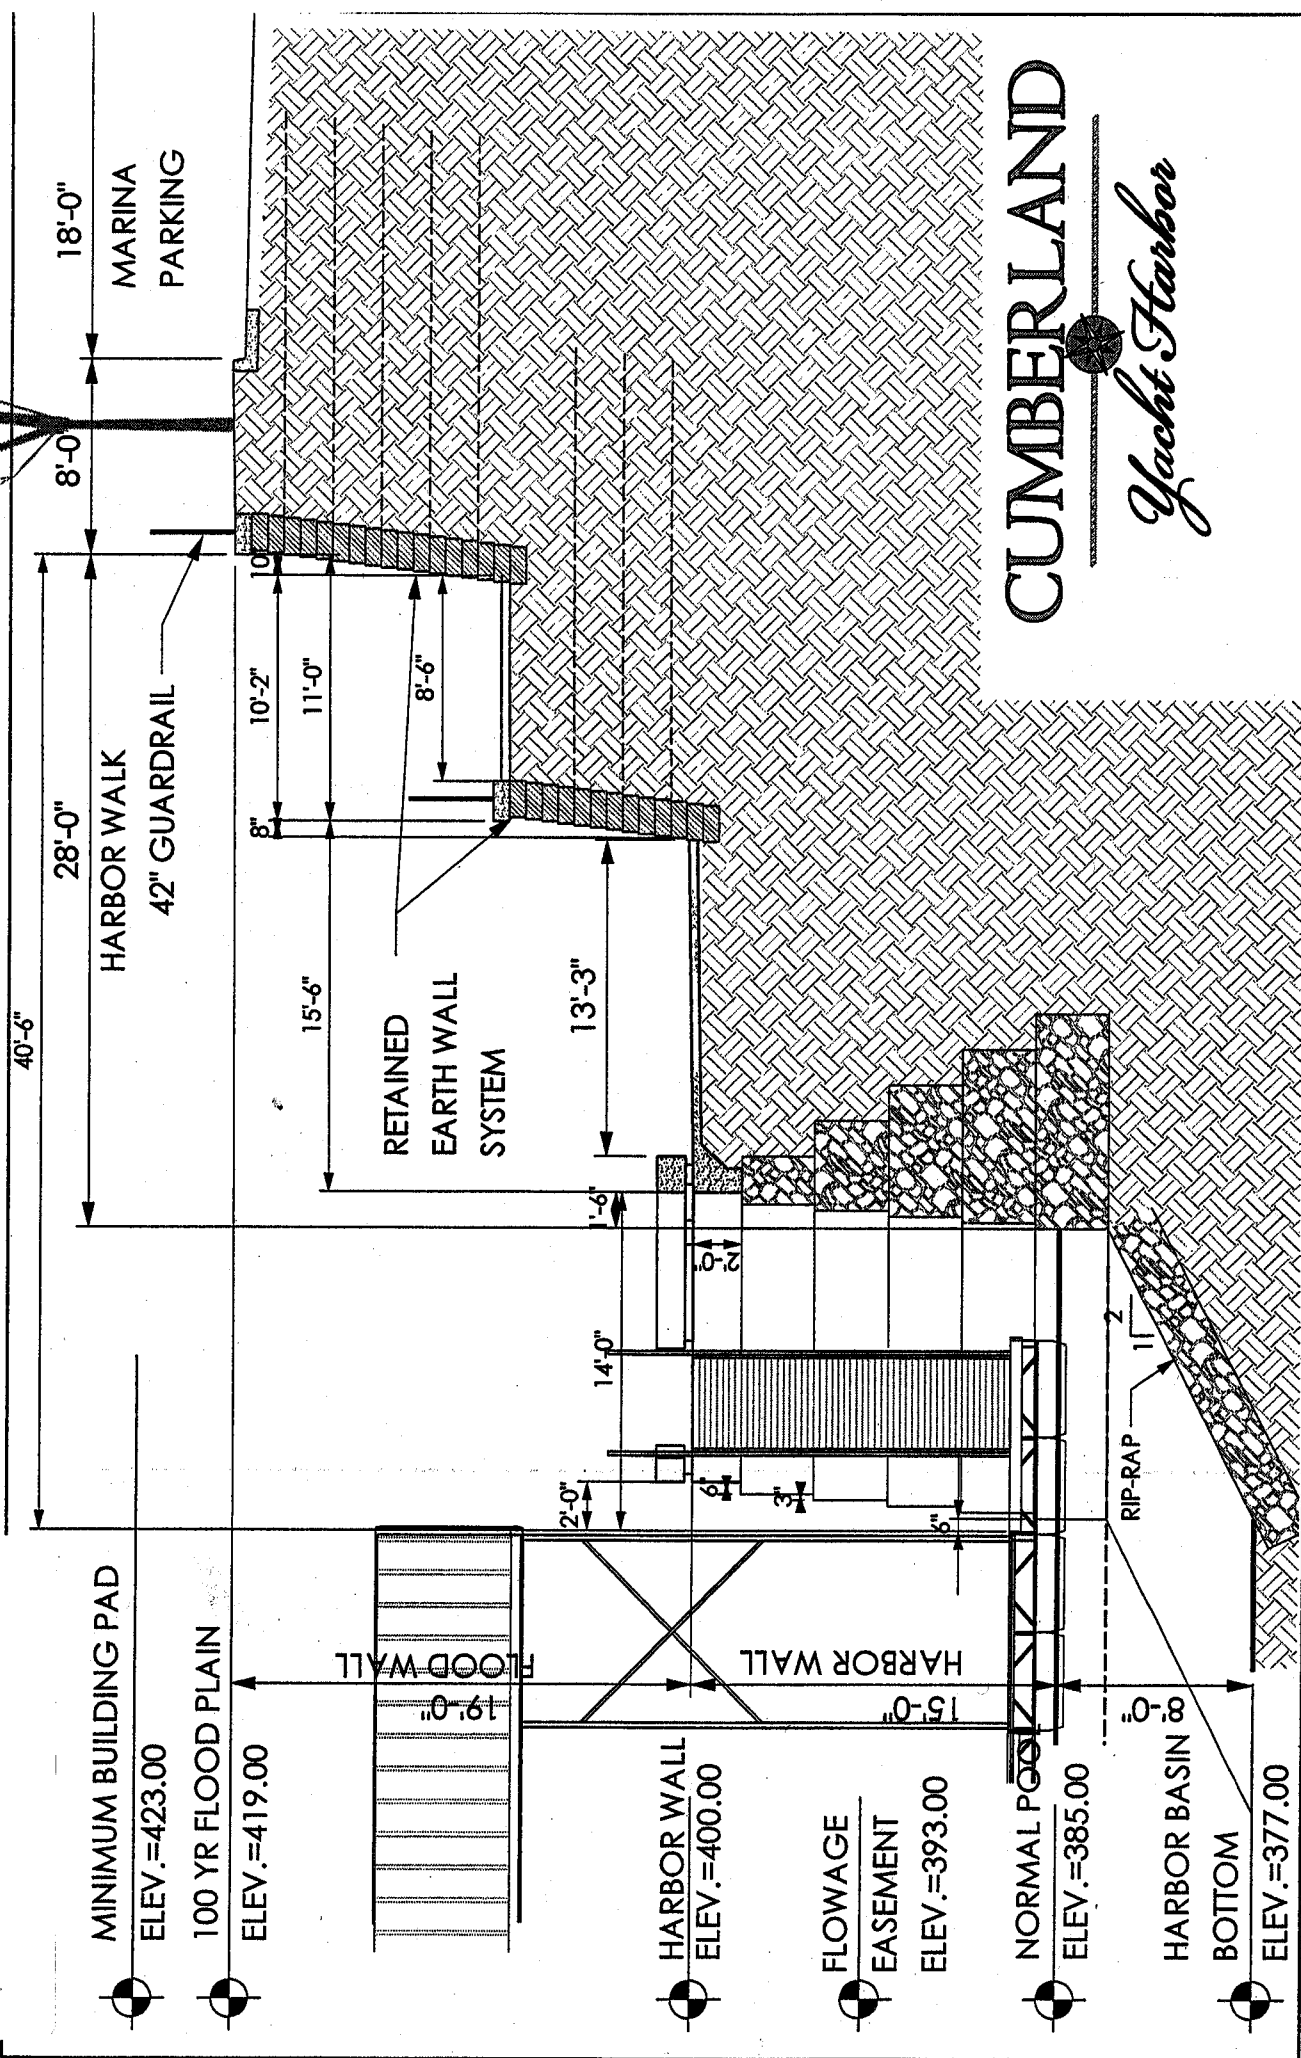 40'-6"
28'-0"
8'-0
18'-0"
HARBOR WALK
MARINA
PARKING
42" GUARDRAIL
MINIMUM BUILDING PAD
ELEV.=423.00
100 YR FLOOD PLAIN
ELEV.=419.00
8"
10'-2"
10
15'-6"
11'-0"
8'-6"
RETAINED
EARTH WALL
SYSTEM
FLOOD WALL
19'-0"
2'-0"
14'-0"
1'-6"
13'-3"
HARBOR WALL
ELEV.=400.00
2'-0"
6"
3"
6"
HARBOR WALL
15'-0"
FLOWAGE
EASEMENT
ELEV.=393.00
NORMAL POO
ELEV.=385.00
8'-0"
RIP-RAP
1
2
HARBOR BASIN
BOTTOM
ELEV.=377.00
CUMBERLAND
Yacht Harbor